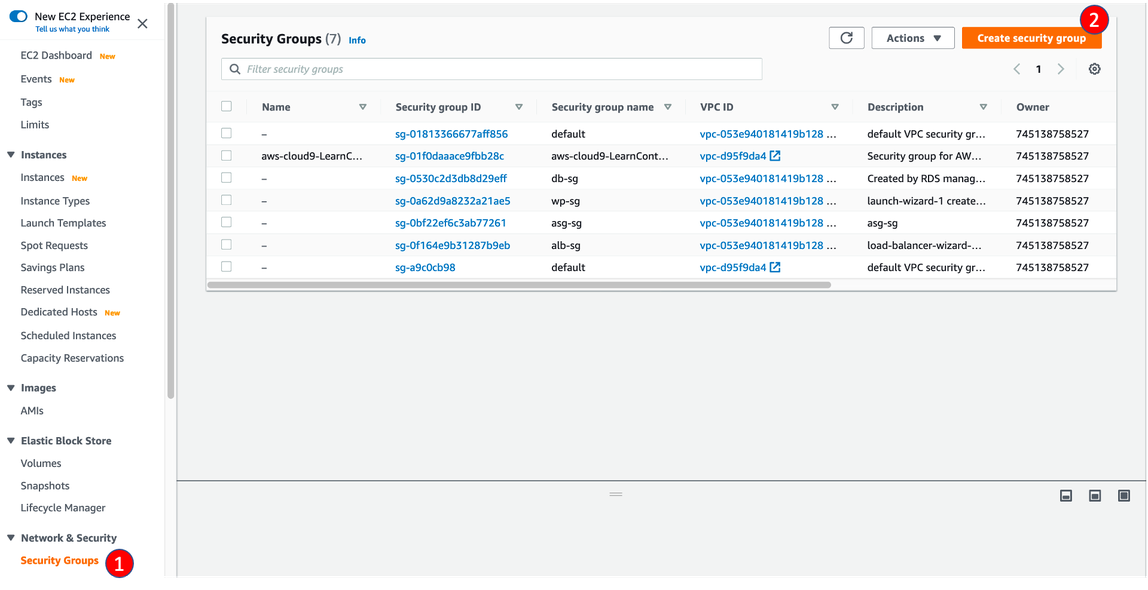 New EC2 Experience
Tell us what you think
EC2 Dashboard New
Events New
Tags
Limits
Instances
Instances New
Instance Types
Launch Templates
Spot Requests
Savings Plans
Reserved Instances
Dedicated Hosts New
Scheduled Instances
Capacity Reservations
Images
AMIs
Elastic Block Store
Volumes
Snapshots
Lifecycle Manager
Network & Security
Security Groups 1
2
Security Groups (7) Info
Actions
Create security group
Filter security groups
1
Name Security group ID Security group name VPC ID Description Owner
– sg-01813366677aff856 default vpc-053e940181419b128 ... default VPC security gr... 745138758527
aws-cloud9-LearnC... sg-01f0daaace9fbb28c aws-cloud9-LearnCont... vpc-d95f9da4 Security group for AW... 745138758527
– sg-0530c2d3db8d29eff db-sg vpc-053e940181419b128 ... Created by RDS manag... 745138758527
– sg-0a62d9a8232a21ae5 wp-sg vpc-053e940181419b128 ... launch-wizard-1 create... 745138758527
– sg-0bf22ef6c3ab77261 asg-sg vpc-053e940181419b128 ... asg-sg 745138758527
– sg-0f164e9b31287b9eb alb-sg vpc-053e940181419b128 ... load-balancer-wizard-... 745138758527
– sg-a9c0cb98 default vpc-d95f9da4 default VPC security gr... 745138758527